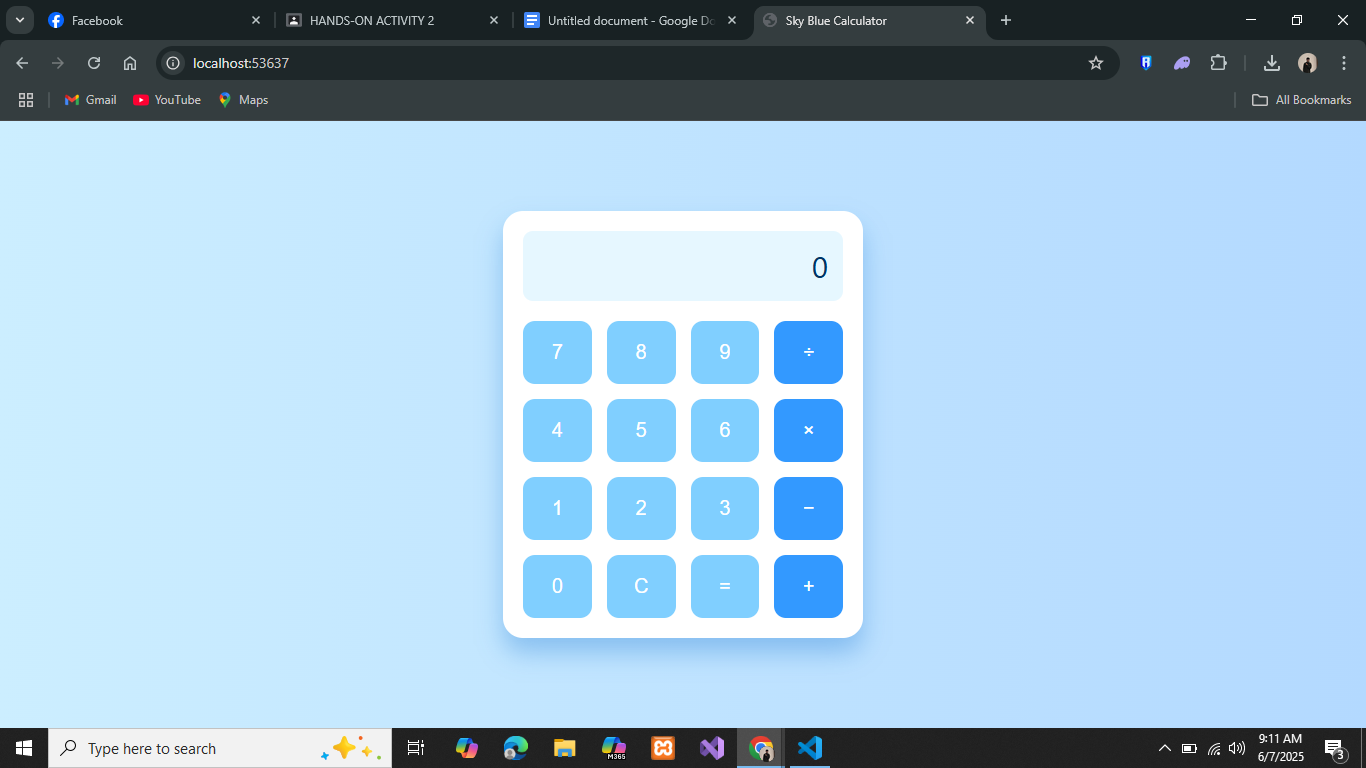 Facebook
HANDS-ON ACTIVITY 2
Untitled document - Google Do
Sky Blue Calculator
localhost:53637
Gmail
YouTube
Maps
All Bookmarks
0
7 8 9 ÷
4 5 6 ×
1 2 3 −
0 C = +
Type here to search
M365
9:11 AM
6/7/2025
3